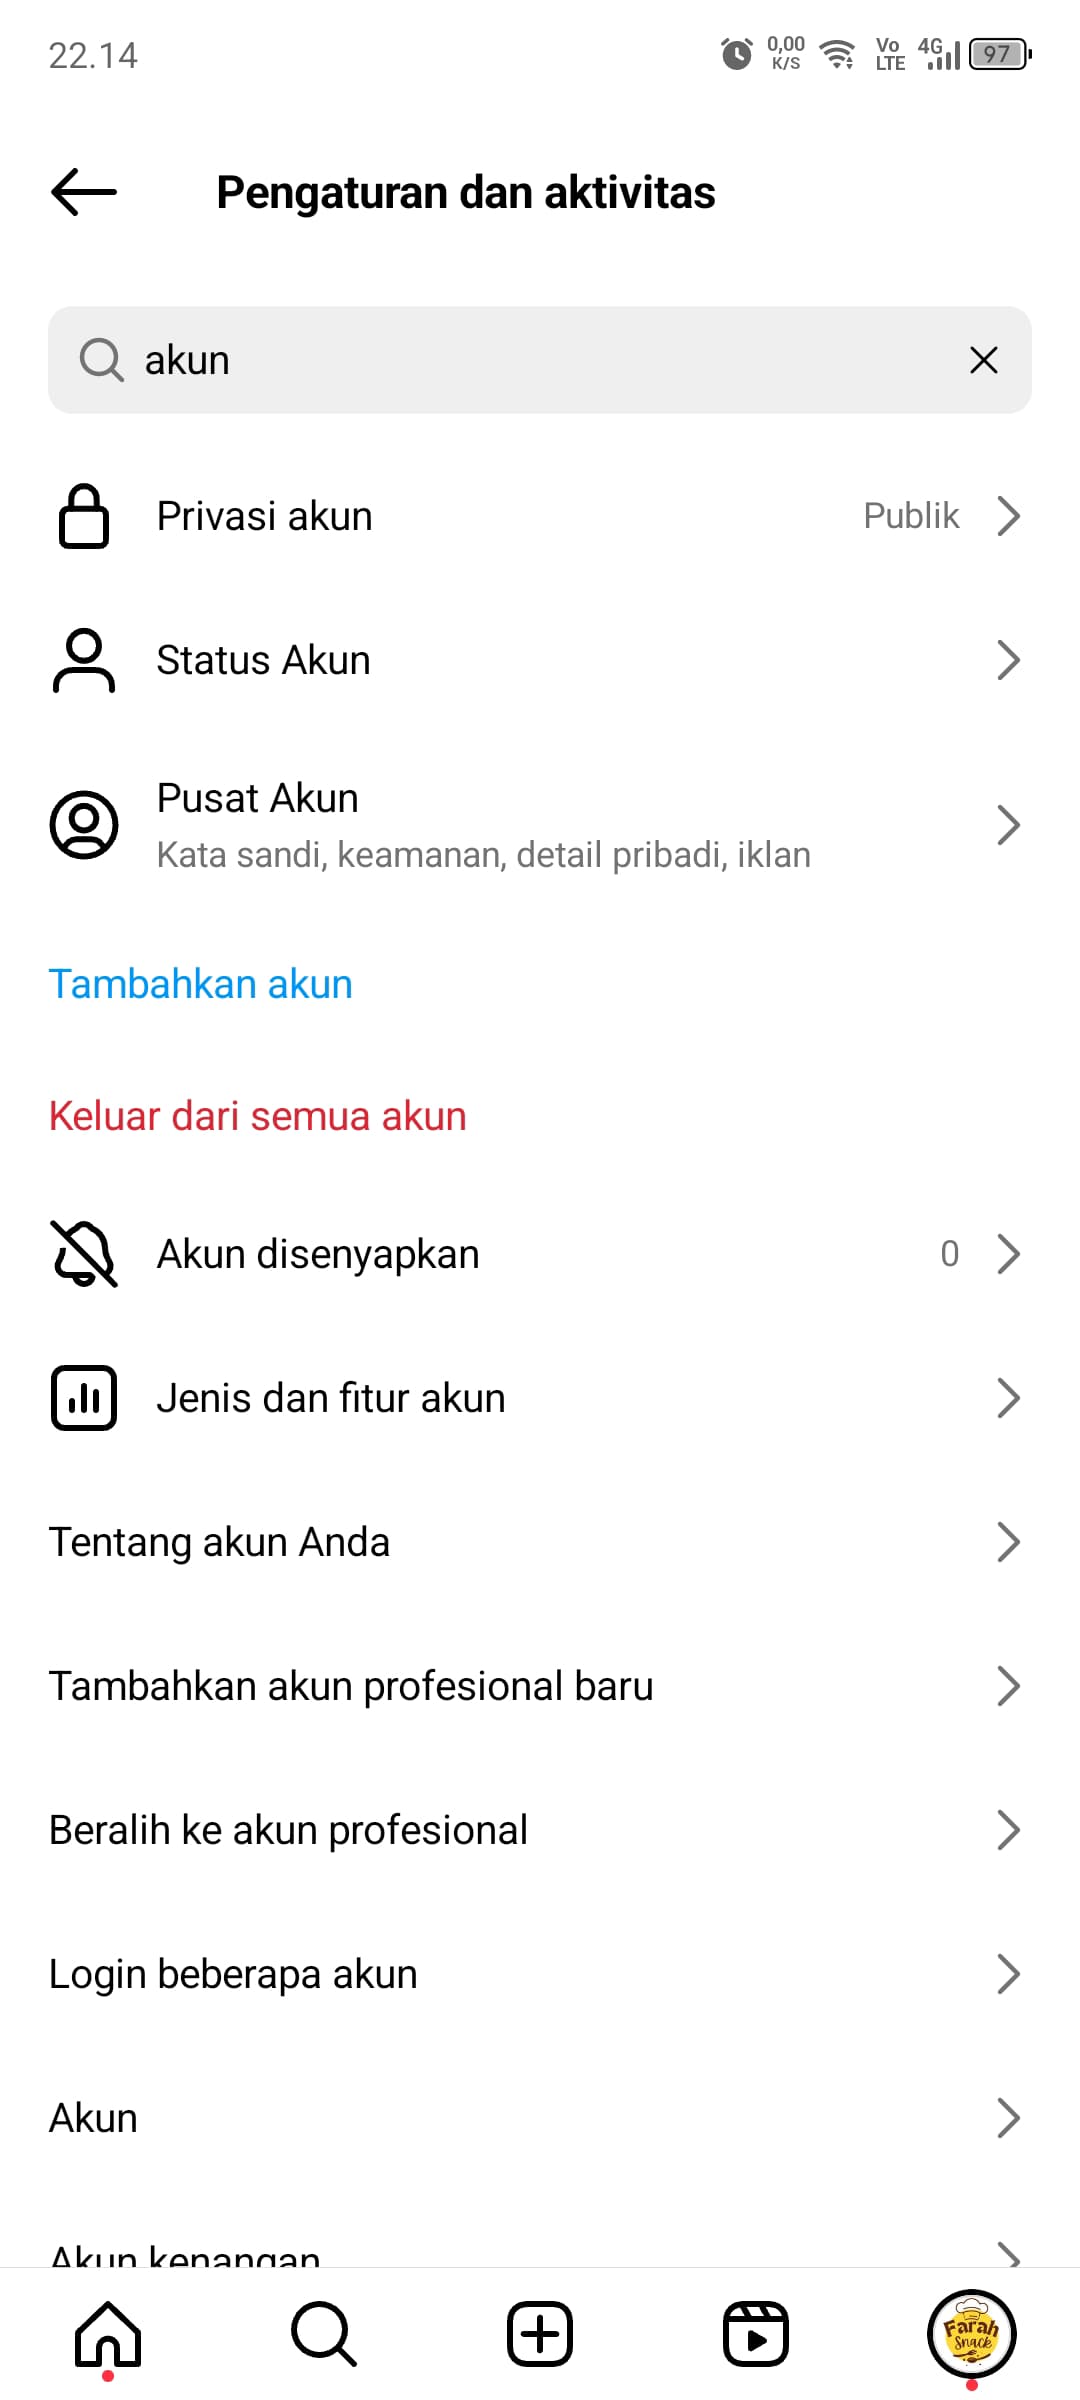 22.14
0,00
K/S
Vo
LTE
4G
97
Pengaturan dan aktivitas
akun
Privasi akun
Publik
Status Akun
Pusat Akun
Kata sandi, keamanan, detail pribadi, iklan
Tambahkan akun
Keluar dari semua akun
Akun disenyapkan
0
Jenis dan fitur akun
Tentang akun Anda
Tambahkan akun profesional baru
Beralih ke akun profesional
Login beberapa akun
Akun
Akun kenangan
Farah
Snack